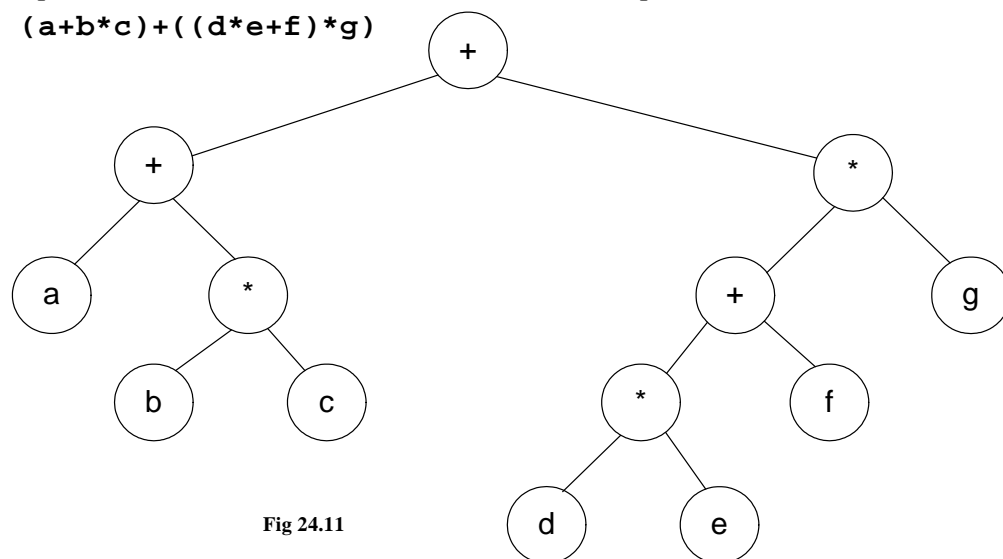 (a+b*c)+((d*e+f)*g)
+
+
*
a
*
+
g
b
c
*
f
d
e
Fig 24.11